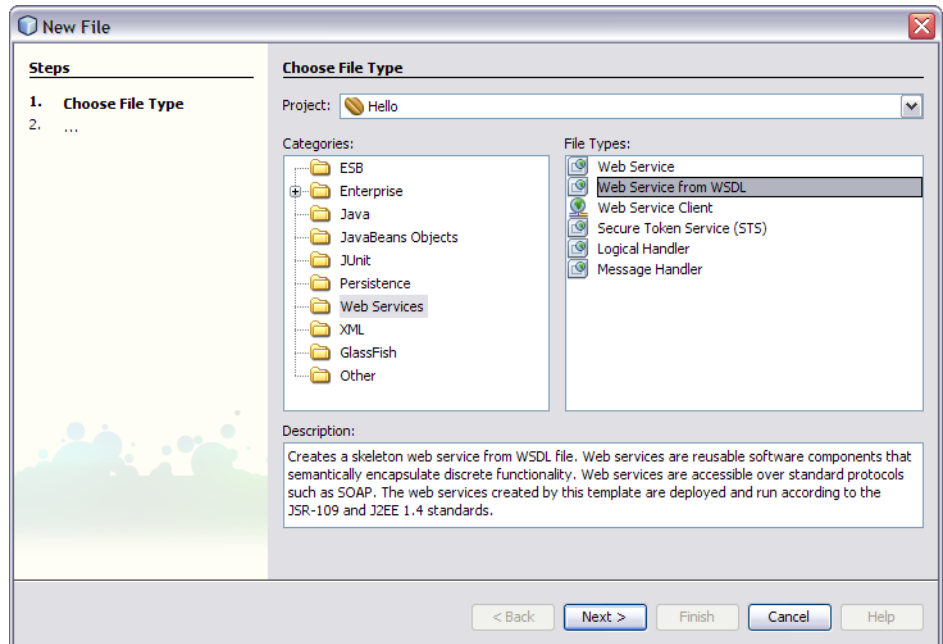 New File
Steps
1. Choose File Type
2. ...
Choose File Type
Project: Hello
Categories:
ESB
Enterprise
Java
JavaBeans Objects
JUnit
Persistence
Web Services
XML
GlassFish
Other
File Types:
Web Service
Web Service from WSDL
Web Service Client
Secure Token Service (STS)
Logical Handler
Message Handler
Description:
Creates a skeleton web service from WSDL file. Web services are reusable software components that
semantically encapsulate discrete functionality. Web services are accessible over standard protocols
such as SOAP. The web services created by this template are deployed and run according to the
JSR-109 and J2EE 1.4 standards.
< Back Next > Finish Cancel Help